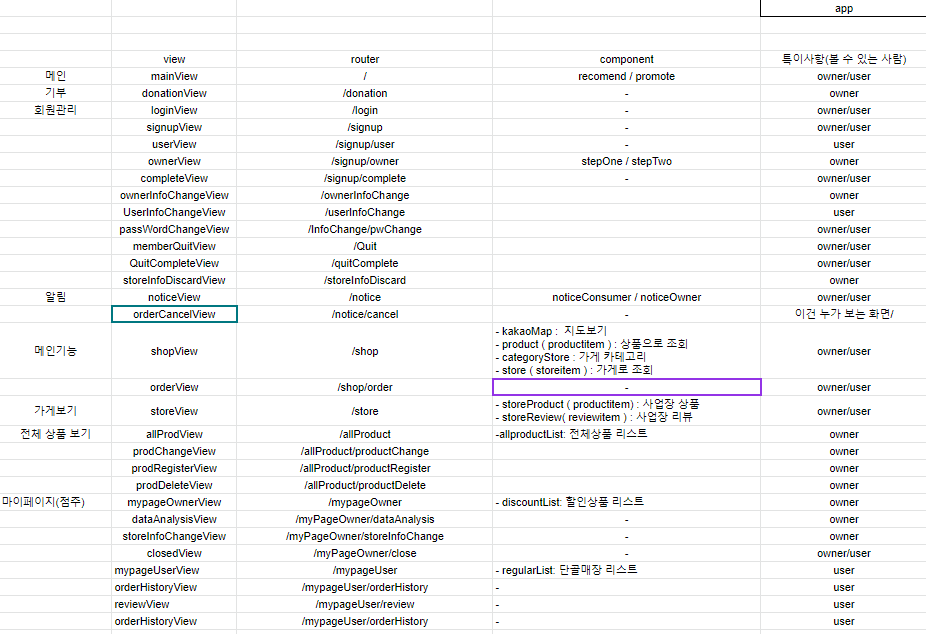 app
view router component 특이사항(볼 수 있는 사람)
메인 mainView / recomend / promote owner/user
기부 donationView /donation - owner
회원관리 loginView /login - owner/user
signupView /signup - owner/user
userView /signup/user - user
ownerView /signup/owner stepOne / stepTwo owner
completeView /signup/complete - owner/user
ownerInfoChangeView /ownerInfoChange owner
UserInfoChangeView /userInfoChange user
passWordChangeView /InfoChange/pwChange owner/user
memberQuitView /Quit owner/user
QuitCompleteView /quitComplete owner/user
storeInfoDiscardView /storeInfoDiscard owner
알림 noticeView /notice noticeConsumer / noticeOwner owner/user
orderCancelView /notice/cancel - 이건 누가 보는 화면/
메인기능 shopView /shop
- kakaoMap : 지도보기
- product ( productitem ) : 상품으로 조회
- categoryStore : 가게 카테고리
- store ( storeitem ) : 가게로 조회
owner/user
orderView /shop/order - owner/user
가게보기 storeView /store
- storeProduct ( productitem) : 사업장 상품
- storeReview( reviewitem ) : 사업장 리뷰
owner/user
전체 상품 보기 allProdView /allProduct -allproductList: 전체상품 리스트 owner
prodChangeView /allProduct/productChange owner
prodRegisterView /allProduct/productRegister owner
prodDeleteView /allProduct/productDelete owner
마이페이지(점주) mypageOwnerView /mypageOwner - discountList: 할인상품 리스트 owner
dataAnalysisView /myPageOwner/dataAnalysis - owner
storeInfoChangeView /myPageOwner/storeInfoChange - owner
closedView /myPageOwner/close - owner/user
mypageUserView /mypageUser - regularList: 단골매장 리스트 user
orderHistoryView /mypageUser/orderHistory - user
reviewView /mypageUser/review - user
orderHistoryView /mypageUser/orderHistory - user